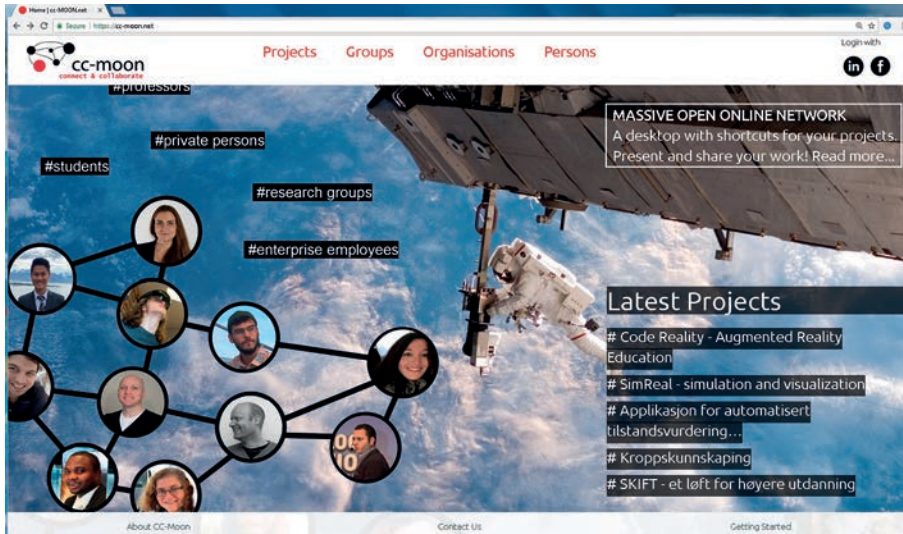 Home | cc-MOON.net
Secure | https://cc-moon.net
cc-moon
connect & collaborate
Projects
Groups
Organisations
Persons
Login with
in f
#professors
#private persons
#students
#research groups
#enterprise employees
MASSIVE OPEN ONLINE NETWORK
A desktop with shortcuts for your projects.
Present and share your work! Read more...
Latest Projects
# Code Reality - Augmented Reality
Education
# SimReal - simulation and visualization
# Applikasjon for automatisert
tilstandsvurdering...
# Kroppskunnskaping
# SKIFT - et løft for høyere utdanning
About CC-Moon
Contact Us
Getting Started